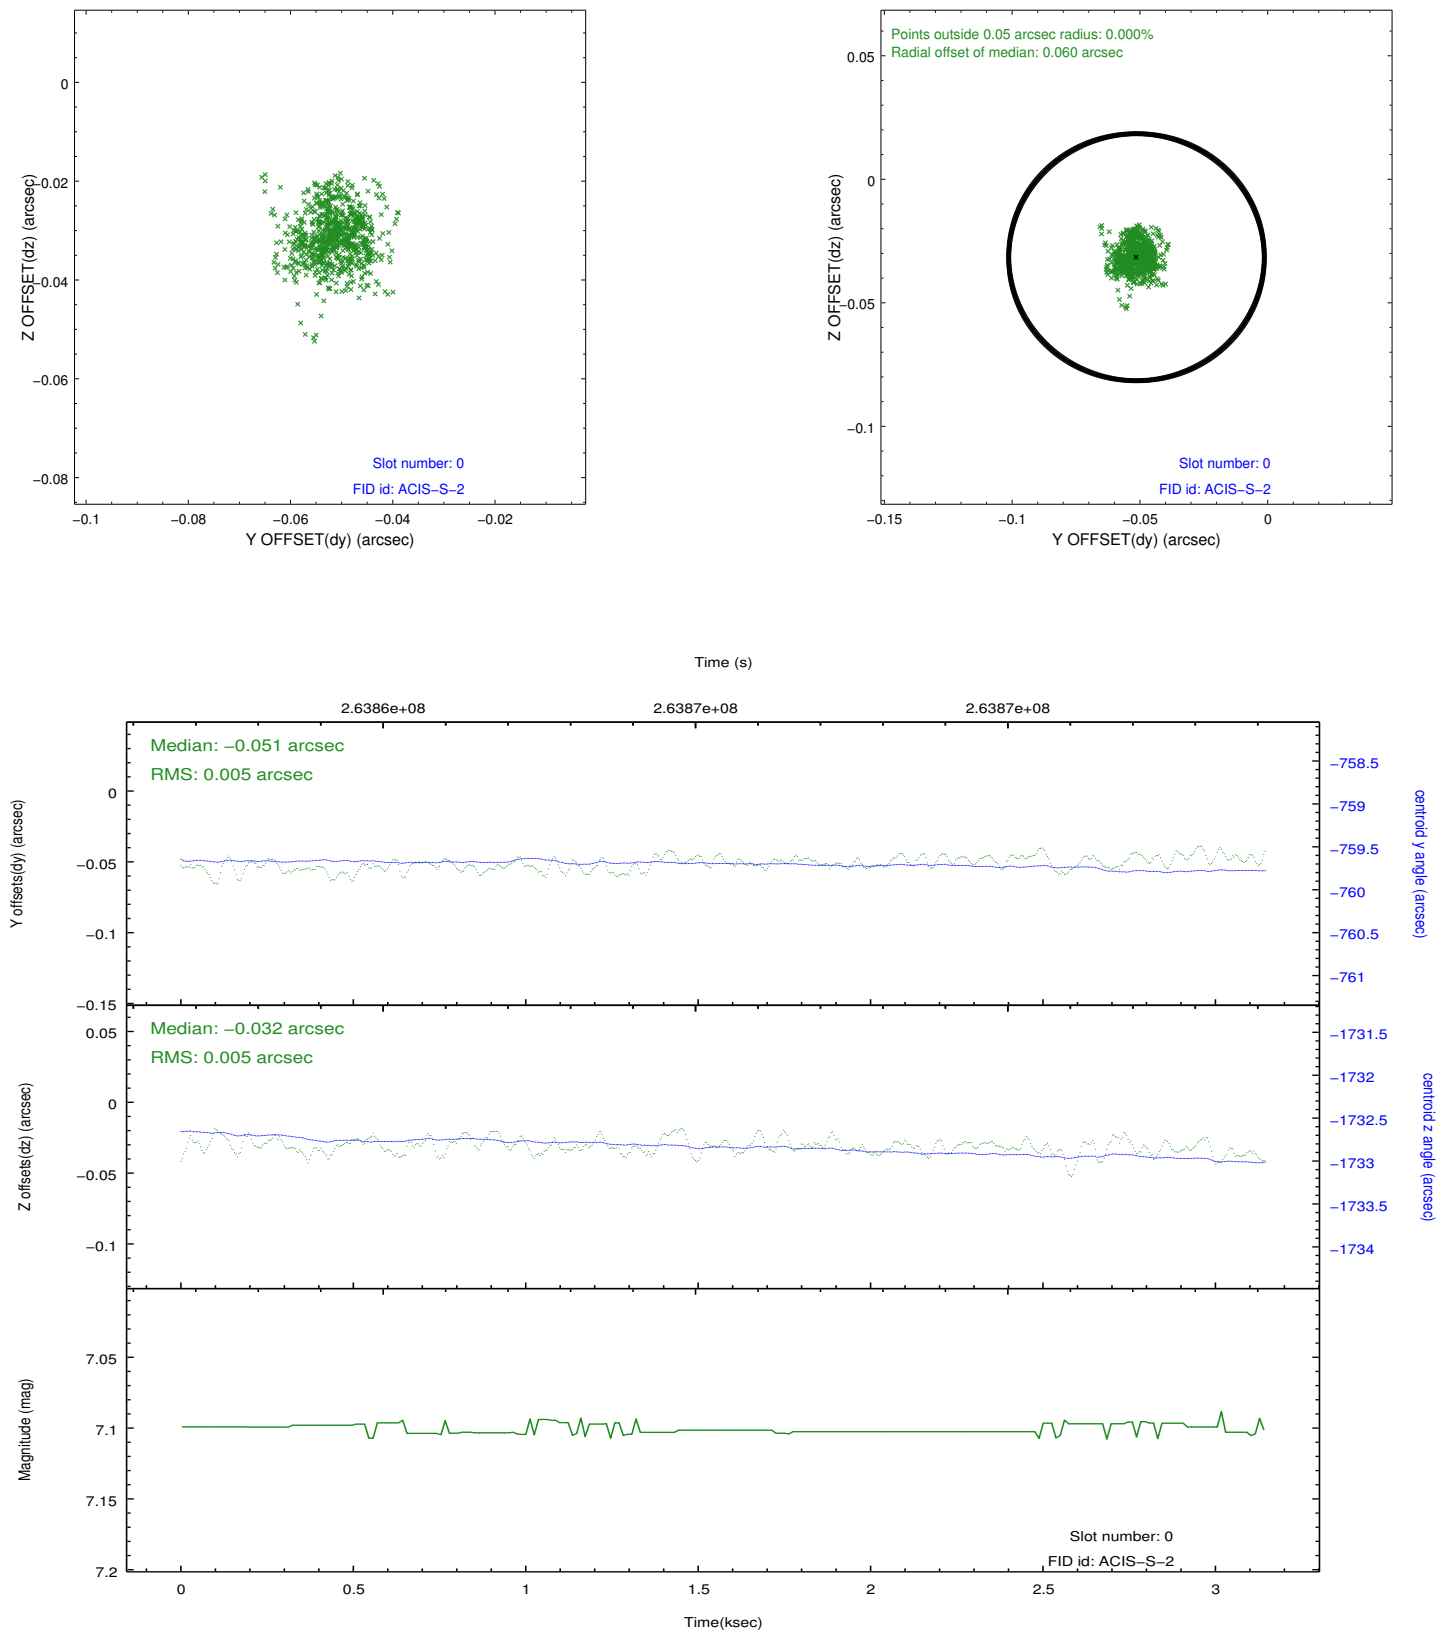 0
−0.02
−0.04
−0.06
−0.08
Z OFFSET(dz) (arcsec)
Slot number: 0
FID id: ACIS−S−2
−0.1
−0.08
−0.06
−0.04
−0.02
Y OFFSET(dy) (arcsec)
Points outside 0.05 arcsec radius: 0.000%
Radial offset of median: 0.060 arcsec
0.05
0
−0.05
−0.1
Z OFFSET(dz) (arcsec)
Slot number: 0
FID id: ACIS−S−2
−0.15
−0.1
−0.05
0
Y OFFSET(dy) (arcsec)
Time (s)
2.6386e+08
2.6387e+08
2.6387e+08
Median: −0.051 arcsec
RMS: 0.005 arcsec
0
−0.05
−0.1
−0.15
Y offsets(dy) (arcsec)
−758.5
−759
−759.5
−760
−760.5
−761
centroid y angle (arcsec)
Median: −0.032 arcsec
RMS: 0.005 arcsec
0.05
0
−0.05
−0.1
Z offsets(dz) (arcsec)
−1731.5
−1732
−1732.5
−1733
−1733.5
−1734
centroid z angle (arcsec)
7.05
7.1
7.15
7.2
Magnitude (mag)
Slot number: 0
FID id: ACIS−S−2
0
0.5
1
1.5
2
2.5
3
Time(ksec)